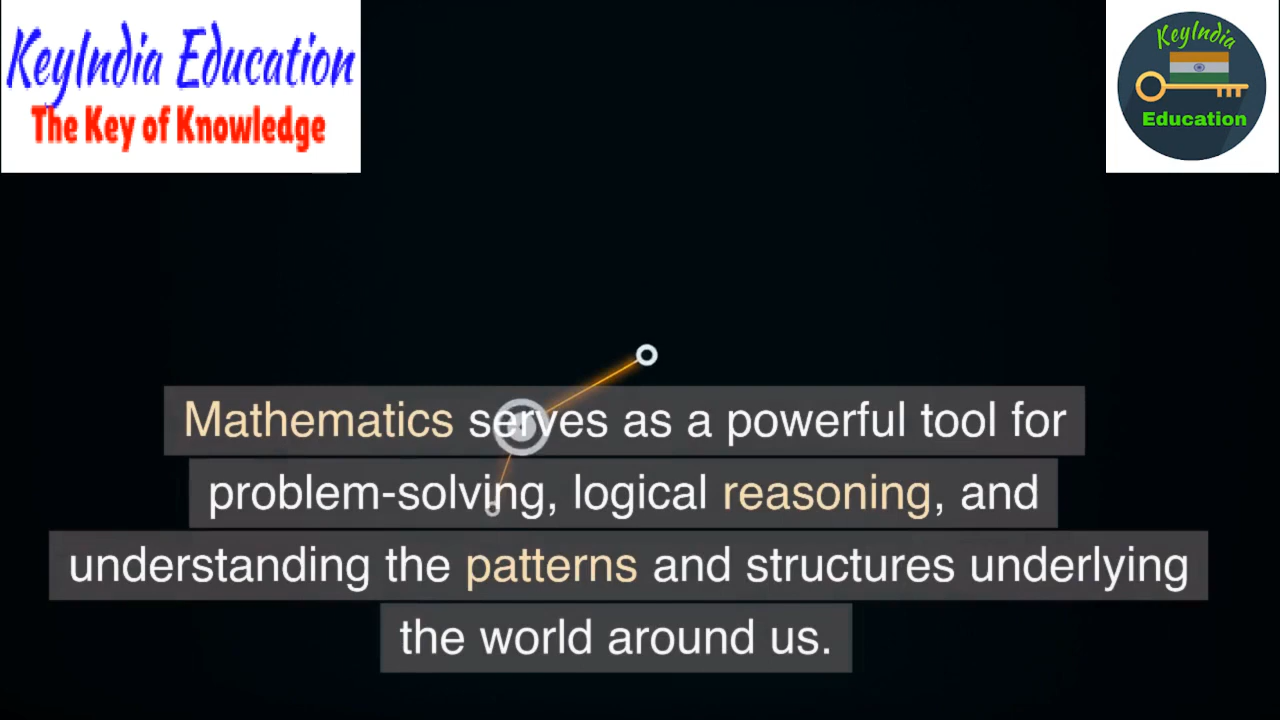 KeyIndia Education
The Key of Knowledge
KeyIndia
Education
Mathematics serves as a powerful tool for
problem-solving, logical reasoning, and
understanding the patterns and structures underlying
the world around us.